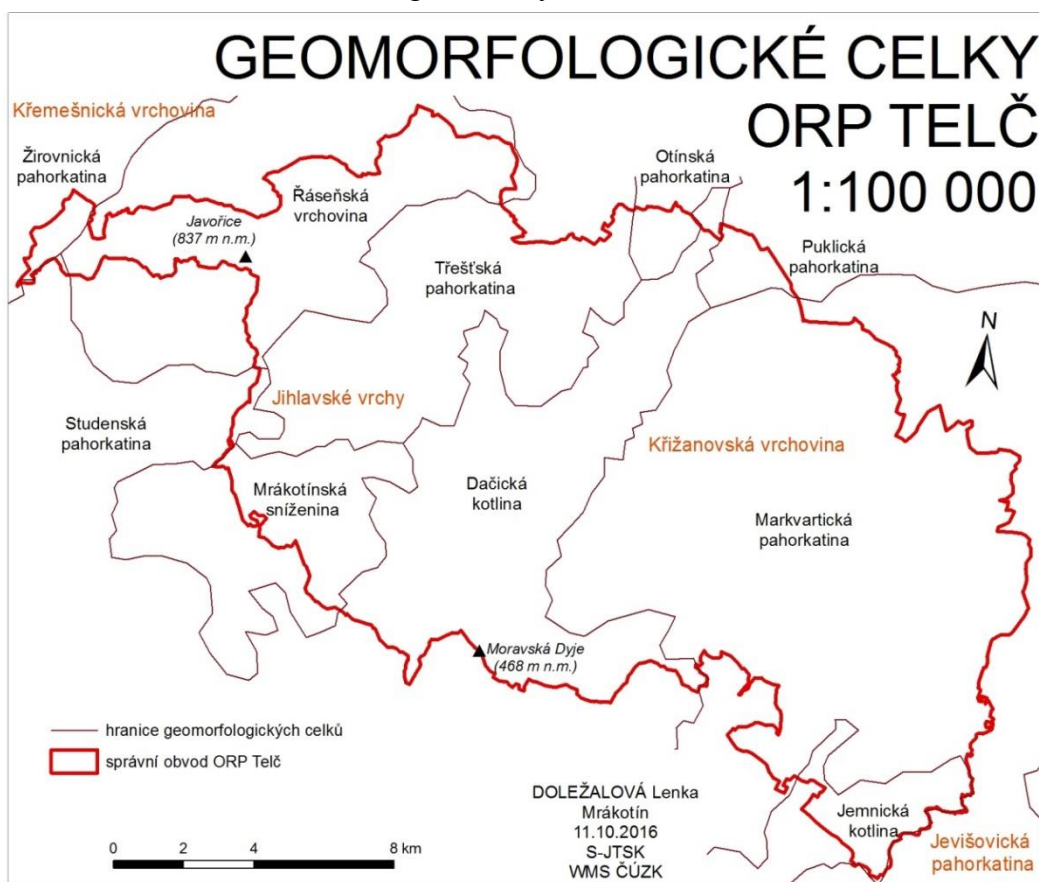 GEOMORFOLOGICKÉ CELKY
ORP TELČ
1:100 000
Křemešnická vrchovina
Žirovnická
pahorkatina
Řáseňská
vrchovina
Otínská
pahorkatina
Javořice
(837 m n.m.)
Třešťská
pahorkatina
Puklická
pahorkatina
N
Jihlavské vrchy
Studenská
pahorkatina
Křižanovská vrchovina
Mrákotínská
sníženina
Dačická
kotlina
Markvartická
pahorkatina
Moravská Dyje
(468 m n.m.)
hranice geomorfologických celků
správní obvod ORP Telč
DOLEŽALOVÁ Lenka
Mrákotín
11.10.2016
S-JTSK
WMS ČÚZK
Jemnická
kotlina
Jevišovická
pahorkatina
0 2 4 8 km